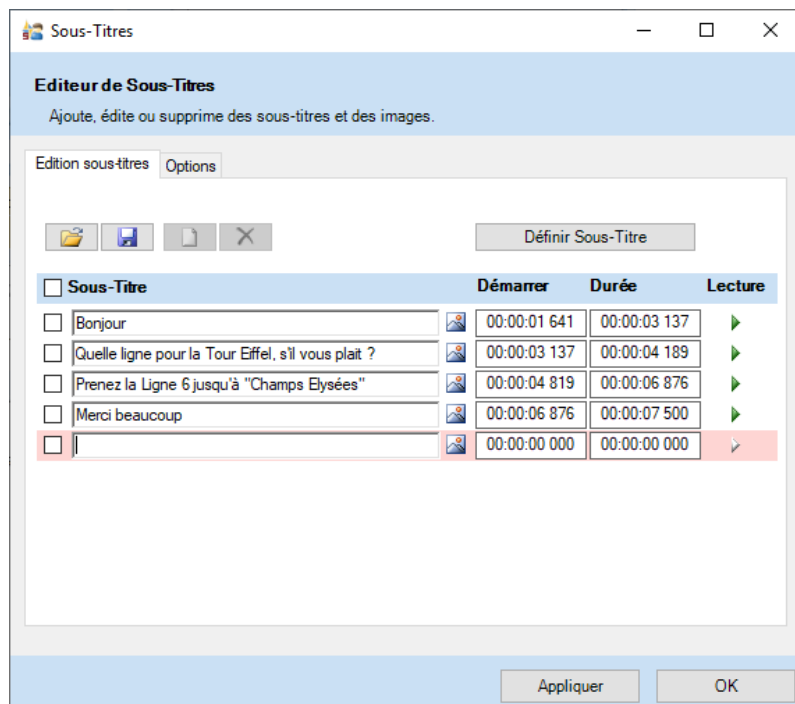 Sous-Titres
Editeur de Sous-Titres
Ajoute, édite ou supprime des sous-titres et des images.
Edition sous-titres Options
Définir Sous-Titre
Sous-Titre Démarrer Durée Lecture
Bonjour 00:00:01 641 00:00:03 137
Quelle ligne pour la Tour Eiffel, s'il vous plait ? 00:00:03 137 00:00:04 189
Prenez la Ligne 6 jusqu'à "Champs Elysées" 00:00:04 819 00:00:06 876
Merci beaucoup 00:00:06 876 00:00:07 500
00:00:00 000 00:00:00 000
Appliquer OK